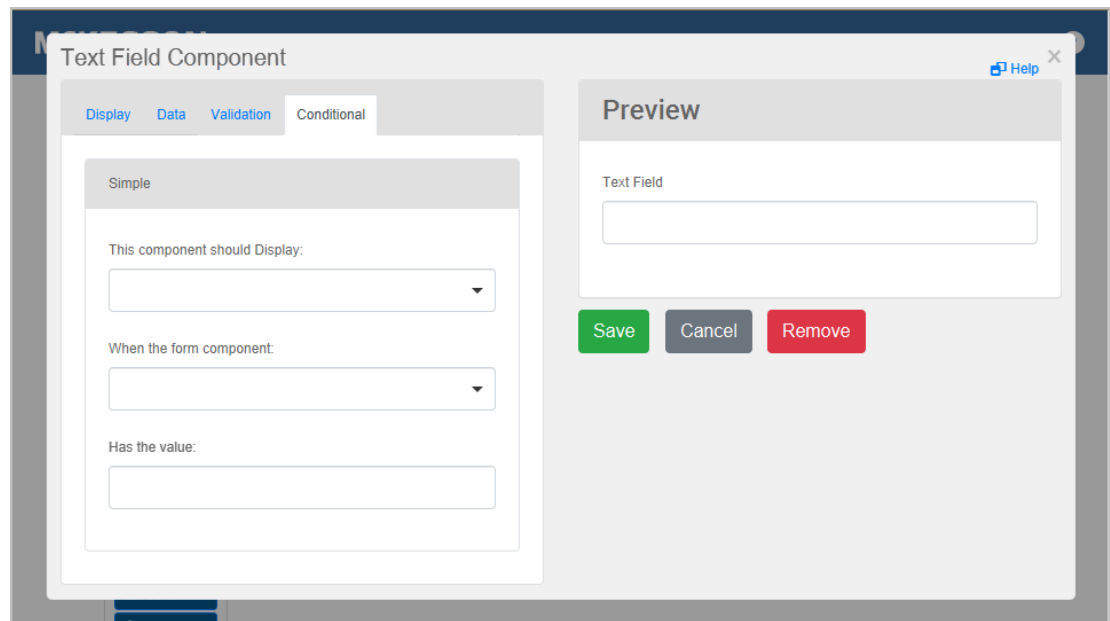 Text Field Component
Help
Display Data Validation Conditional
Simple
This component should Display:
When the form component:
Has the value:
Preview
Text Field
Save Cancel Remove